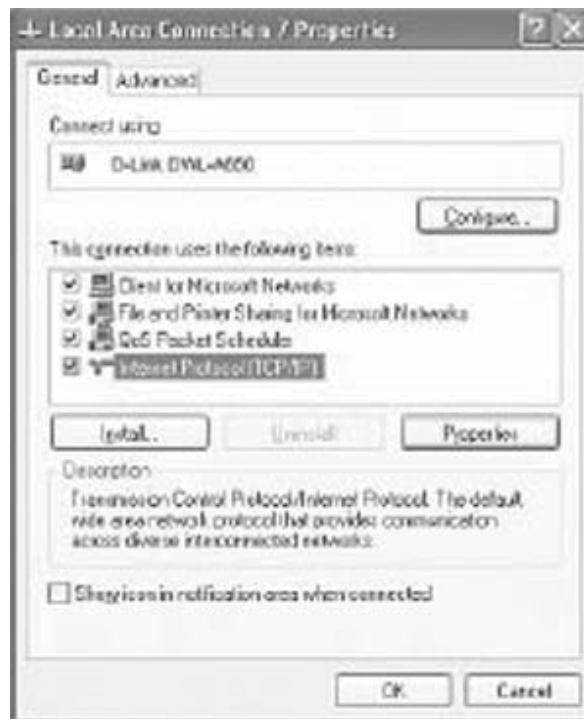 Local Area Connection 7 Properties
General Advanced
Connect using
D-Link
Configure...
This connection uses the following items:
Client for Microsoft Networks
File and Printer Sharing for Microsoft Networks
QoS Packet Scheduler
Internet Protocol (TCP/IP)
Install... Uninstall Properties
Description
Transmission Control Protocol/Internet Protocol. The default
wide area network protocol that provides communication
across diverse interconnected networks.
Show icon in notification area when connected
OK Cancel